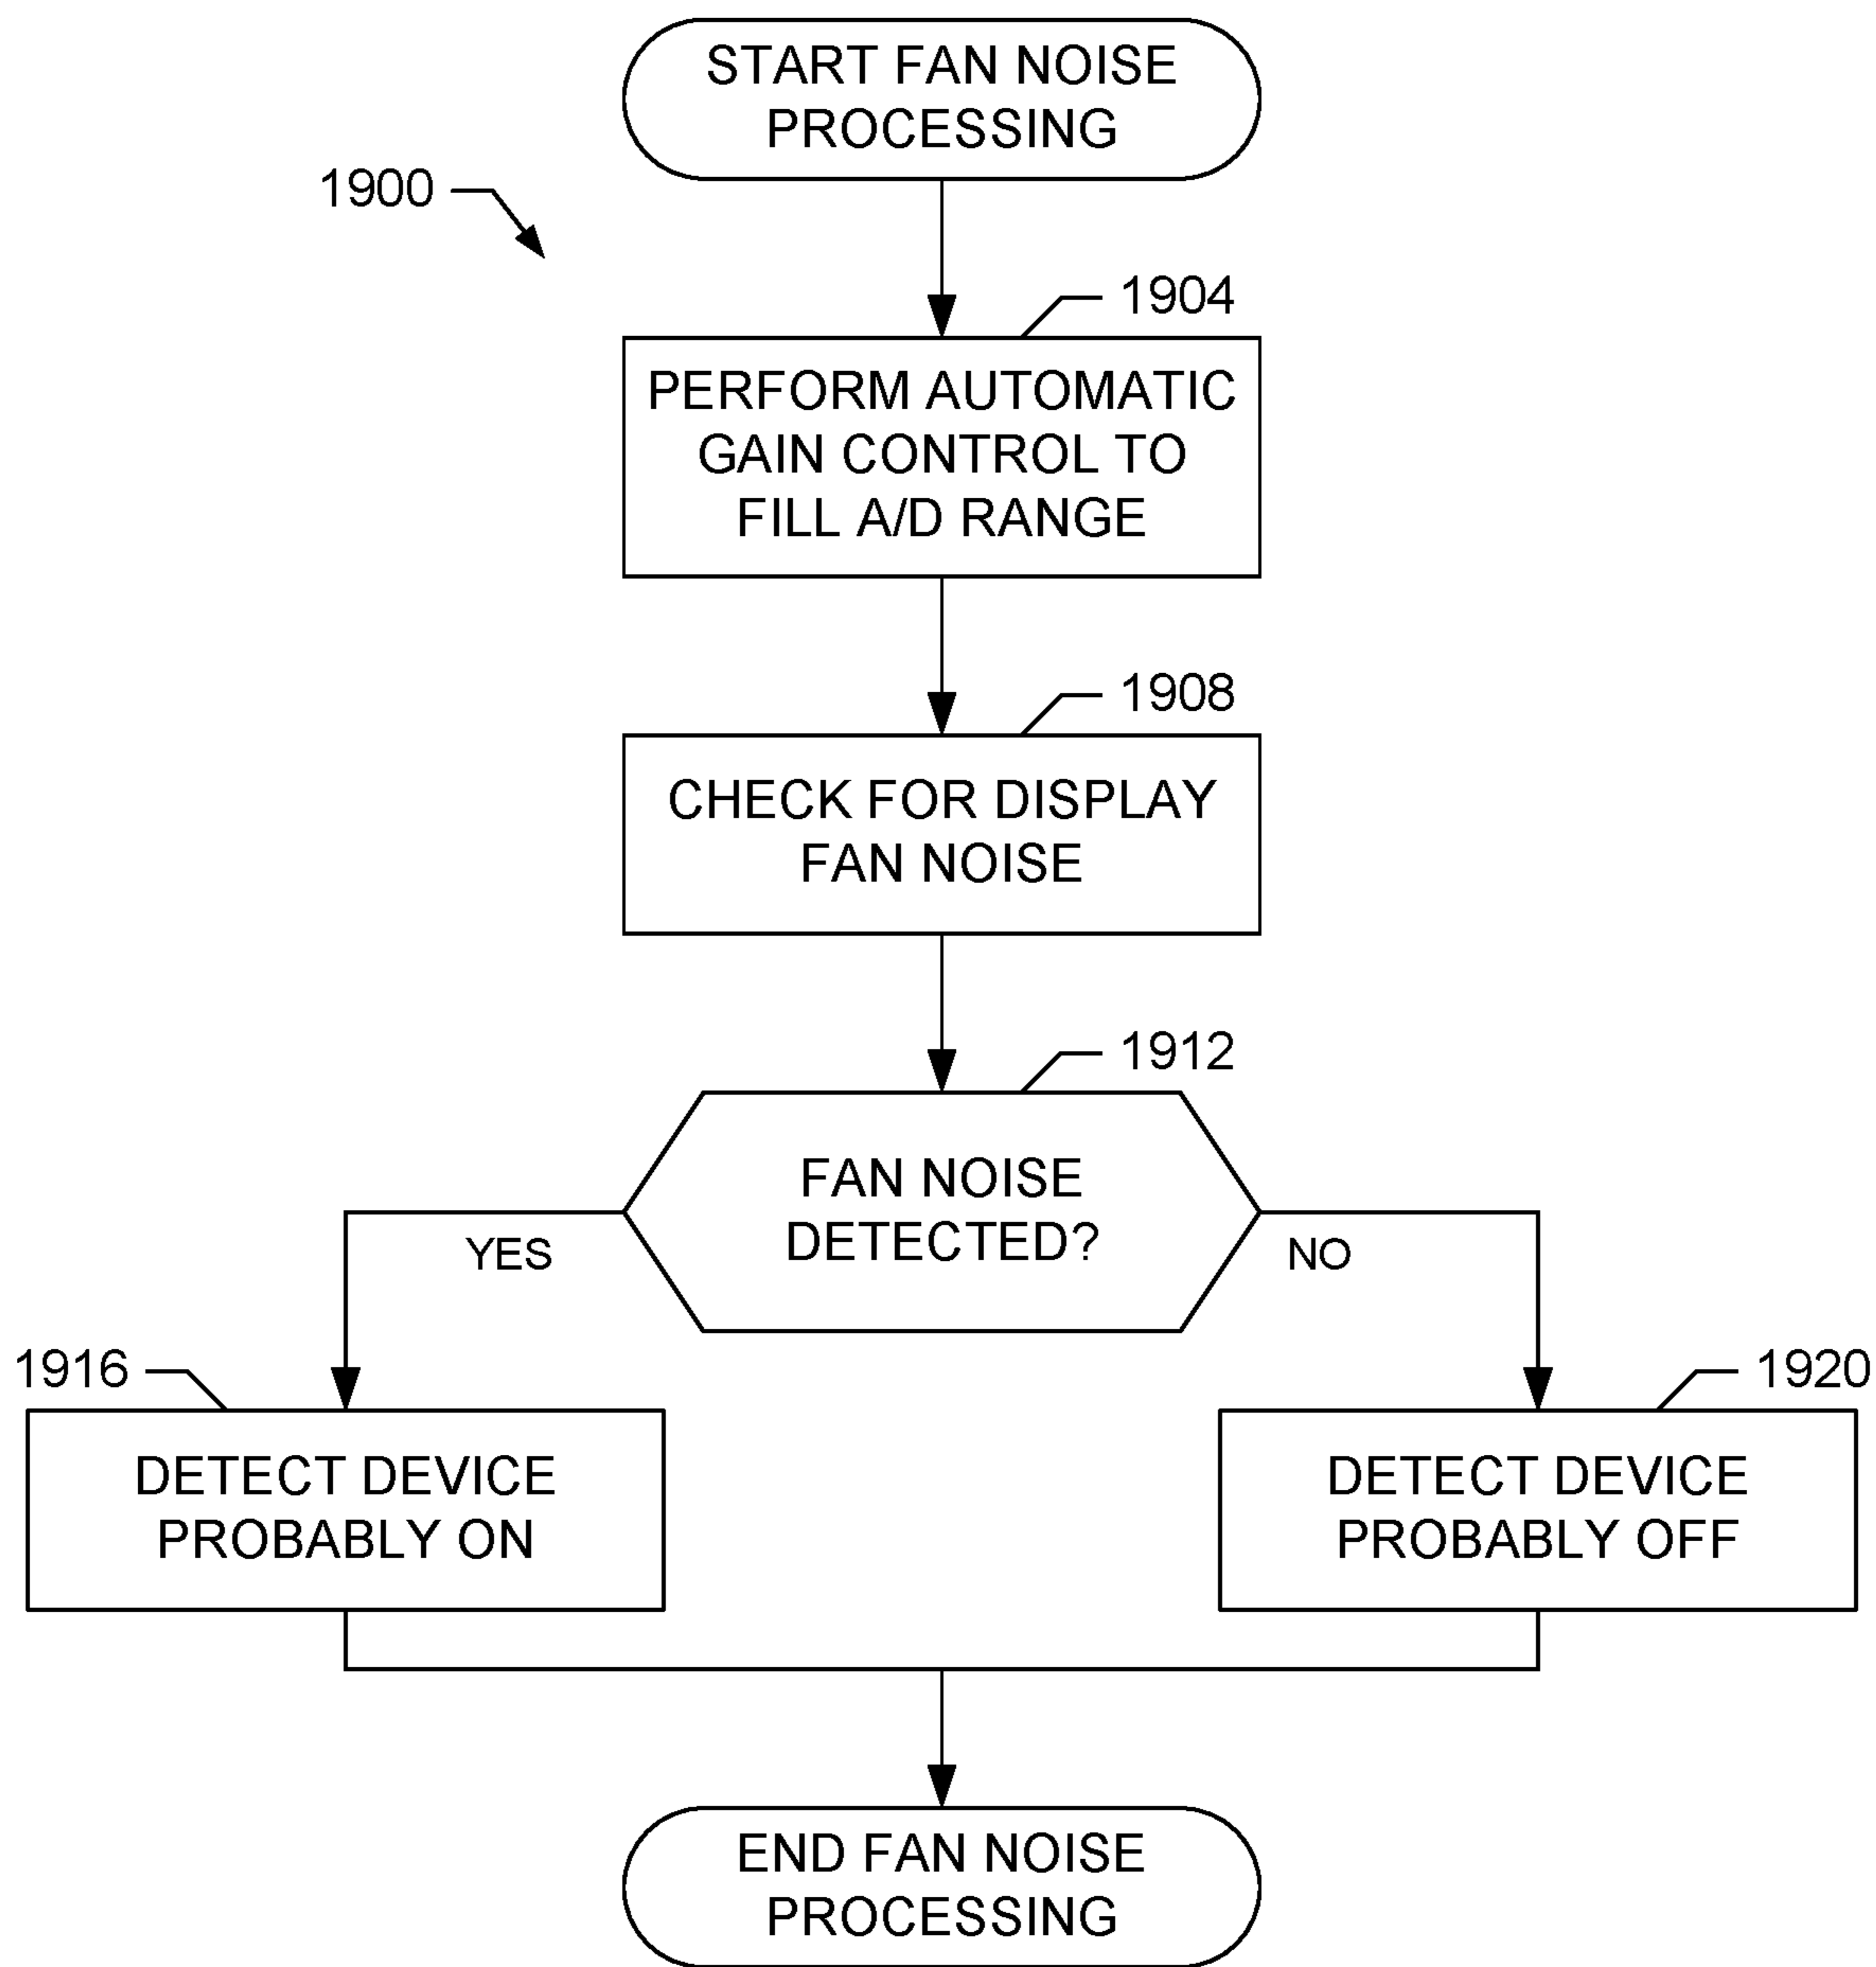 START FAN NOISE
PROCESSING
1900
1904
PERFORM AUTOMATIC
GAIN CONTROL TO
FILL A/D RANGE
1908
CHECK FOR DISPLAY
FAN NOISE
1912
FAN NOISE
DETECTED?
YES
NO
1916
DETECT DEVICE
PROBABLY ON
1920
DETECT DEVICE
PROBABLY OFF
END FAN NOISE
PROCESSING